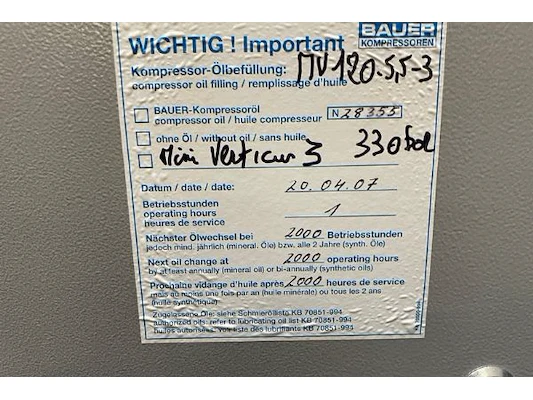 BAUER
KOMPRESSOREN
WICHTIG ! Important
Kompressor-Ölbefüllung: MV120-5,5-3
compressor oil filling / remplissage d'huile
BAUER-Kompressoröl
compressor oil / huile compresseur N28355
ohne Öl / without oil / sans huile
Mini Verticus 3 330 bar
Datum / date / date: 20.04.07
Betriebsstunden
operating hours 1
heures de service
Nächster Ölwechsel bei 2000 Betriebsstunden
jedoch mind. jährlich (mineral. Öle) bzw. alle 2 Jahre (synth. Öle)
Next oil change at 2000 operating hours
by at least annually (mineral oil) or bi-annually (synthetic oils)
Prochaine vidange d'huile après 2000 heures de service
mais au moins une fois par an (huile minérale) ou tous les 2 ans
(huile synthétique)
Zugelassene Öle: siehe Schmierölliste KB 70851-994
authorized oils: refer to lubricating oil list KB 70851-994
huiles autorisées: voir liste des lubrifiants KB 70851-994